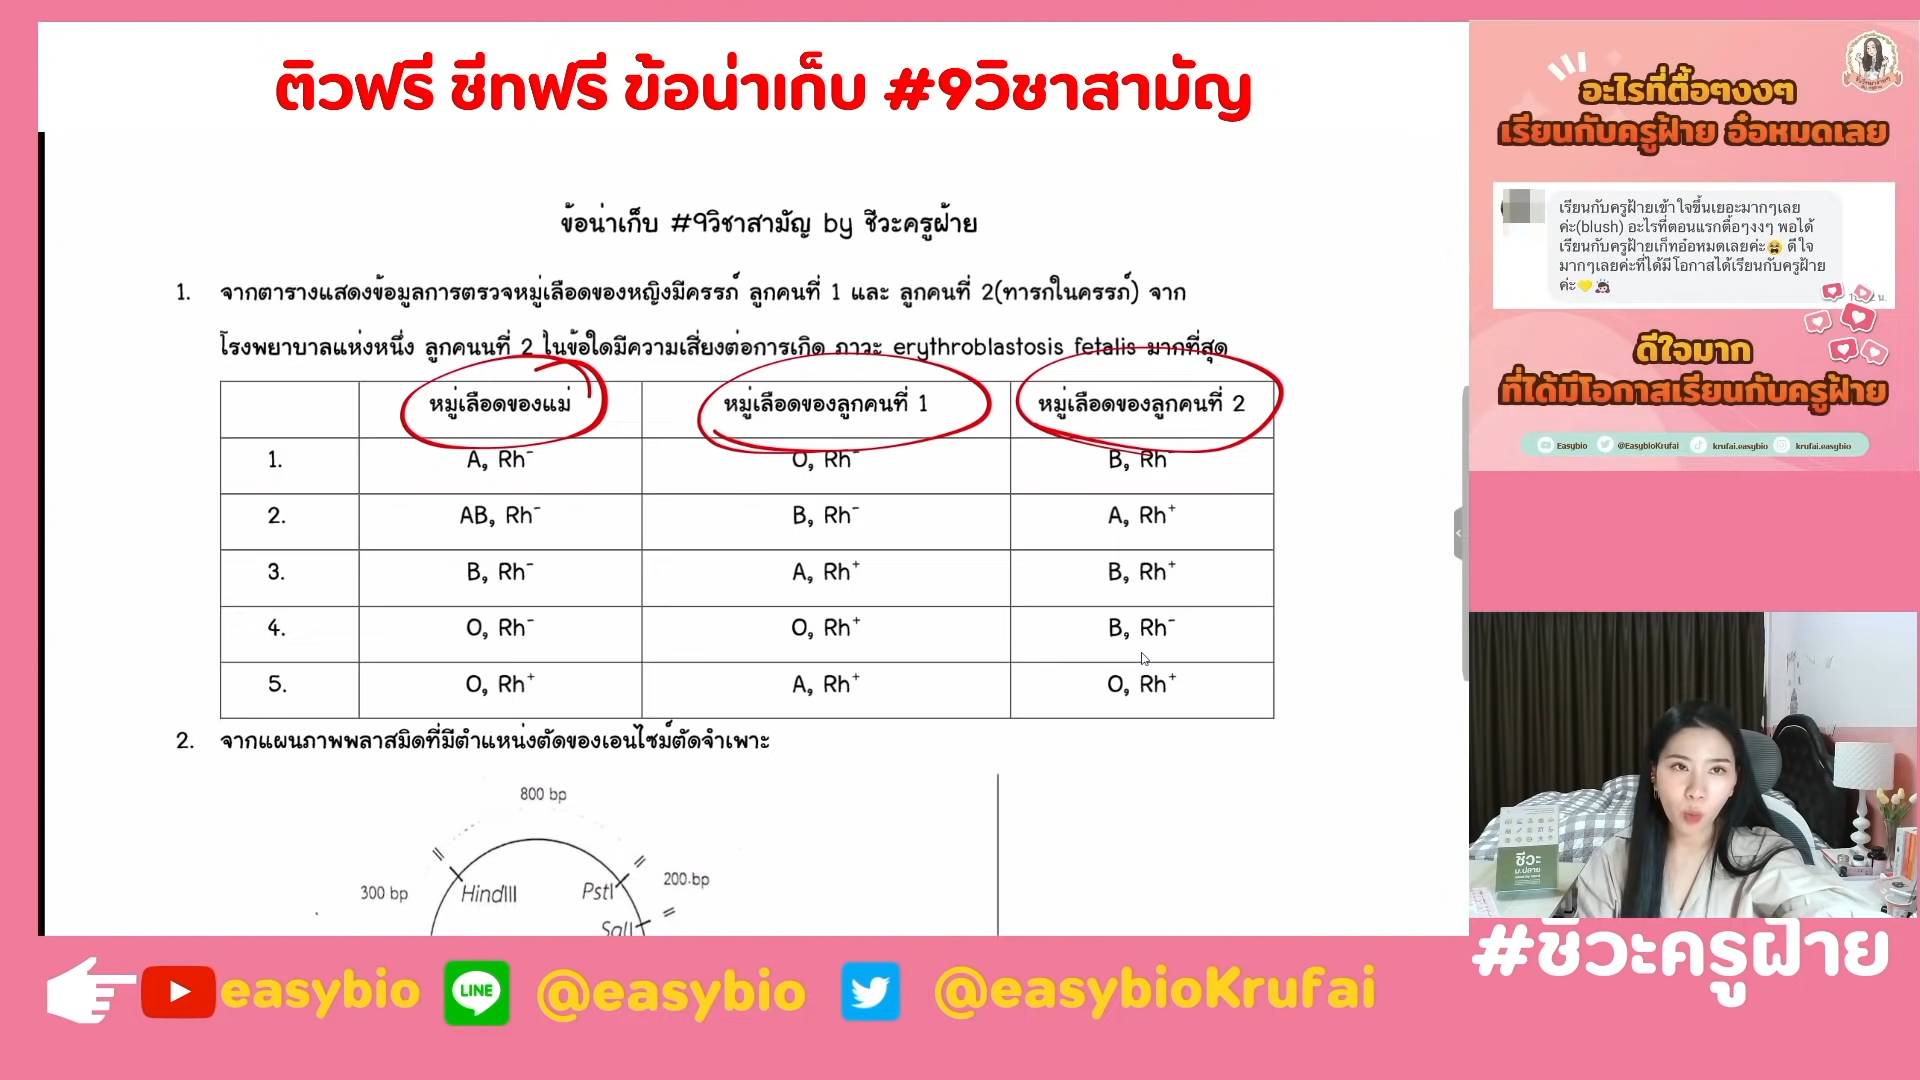 ติวฟรี ชีทฟรี ข้อน่าเก็บ #9วิชาสามัญ
ข้อน่าเก็บ #9วิชาสามัญ by ชีวะครูฝ้าย
1. จากตารางแสดงข้อมูลการตรวจหมู่เลือดของหญิงมีครรภ์ ลูกคนที่ 1 และ ลูกคนที่ 2(ทารกในครรภ์) จาก
โรงพยาบาลแห่งหนึ่ง ลูกคนนที่ 2 ในข้อใดมีความเสี่ยงต่อการเกิด ภาวะ erythroblastosis fetalis มากที่สุด
หมู่เลือดของแม่ หมู่เลือดของลูกคนที่ 1 หมู่เลือดของลูกคนที่ 2
1. A, Rh⁻ O, Rh⁻ B, Rh⁻
2. AB, Rh⁻ B, Rh⁻ A, Rh⁺
3. B, Rh⁻ A, Rh⁺ B, Rh⁺
4. O, Rh⁻ O, Rh⁺ B, Rh⁻
5. O, Rh⁺ A, Rh⁺ O, Rh⁺
2. จากแผนภาพพลาสมิดที่มีตำแหน่งตัดของเอนไซม์ตัดจำเพาะ
800 bp
300 bp HindIII PstI 200 bp
SalI
อะไรที่ตื้อๆงงๆ
เรียนกับครูฝ้าย อ๋อหมดเลย
เรียนกับครูฝ้ายเข้าใจขึ้นเยอะมากๆเลย
ค่ะ(blush) อะไรที่ตอนแรกตื้อๆงงๆ พอได้
เรียนกับครูฝ้ายเก็ทอ๋อหมดเลยค่ะ😫 ดีใจ
มากๆเลยค่ะที่ได้มีโอกาสได้เรียนกับครูฝ้าย
ค่ะ💛
ดีใจมาก
ที่ได้มีโอกาสเรียนกับครูฝ้าย
Easybio @EasybioKrufai krufai.easybio krufai.easybio
ชีวะ
ม.ปลาย
#ชีวะครูฝ้าย
easybio LINE @easybio @easybioKrufai